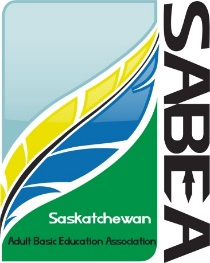 SABEA
Saskatchewan
Adult Basic Education Association